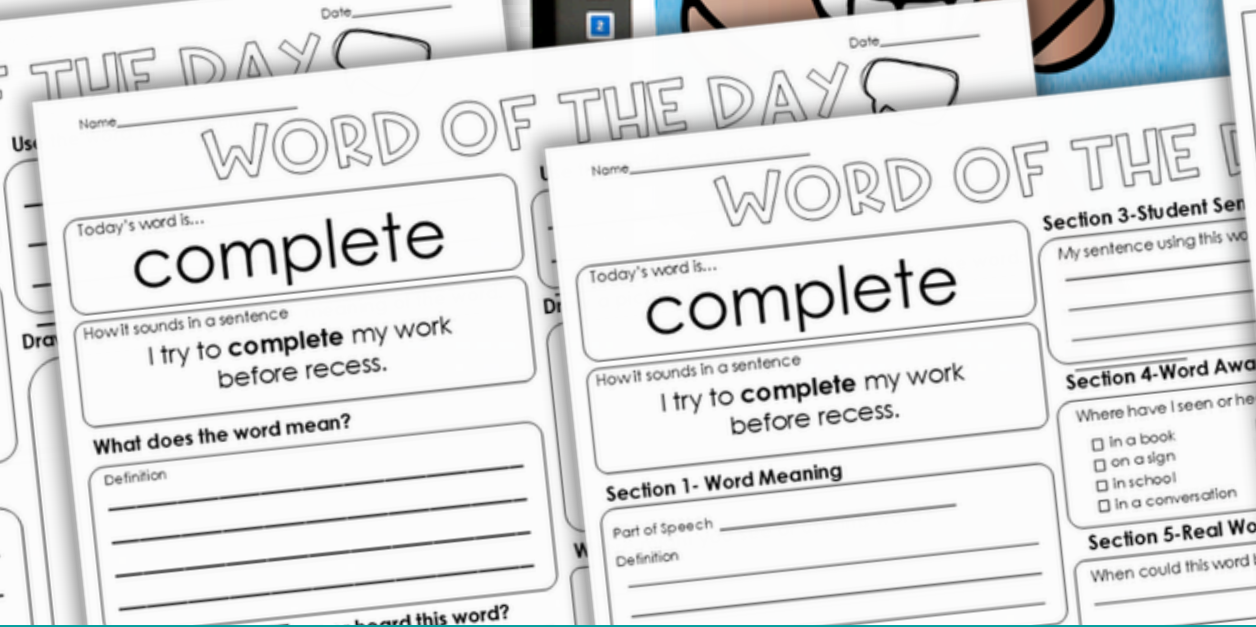 Date
F THE DAY
Use
Dra
2
Name
Date
WORD OF THE DAY
Today's word is...
complete
How it sounds in a sentence
I try to complete my work
before recess.
What does the word mean?
Definition
heard this word?
Name
WORD OF THE
Today's word is...
complete
How it sounds in a sentence
I try to complete my work
before recess.
Section 1- Word Meaning
Part of Speech
Definition
Section 3-Student Sen
My sentence using this wo
Section 4-Word Awa
Where have I seen or he
in a book
on a sign
in school
in a conversation
Section 5-Real Wo
When could this word